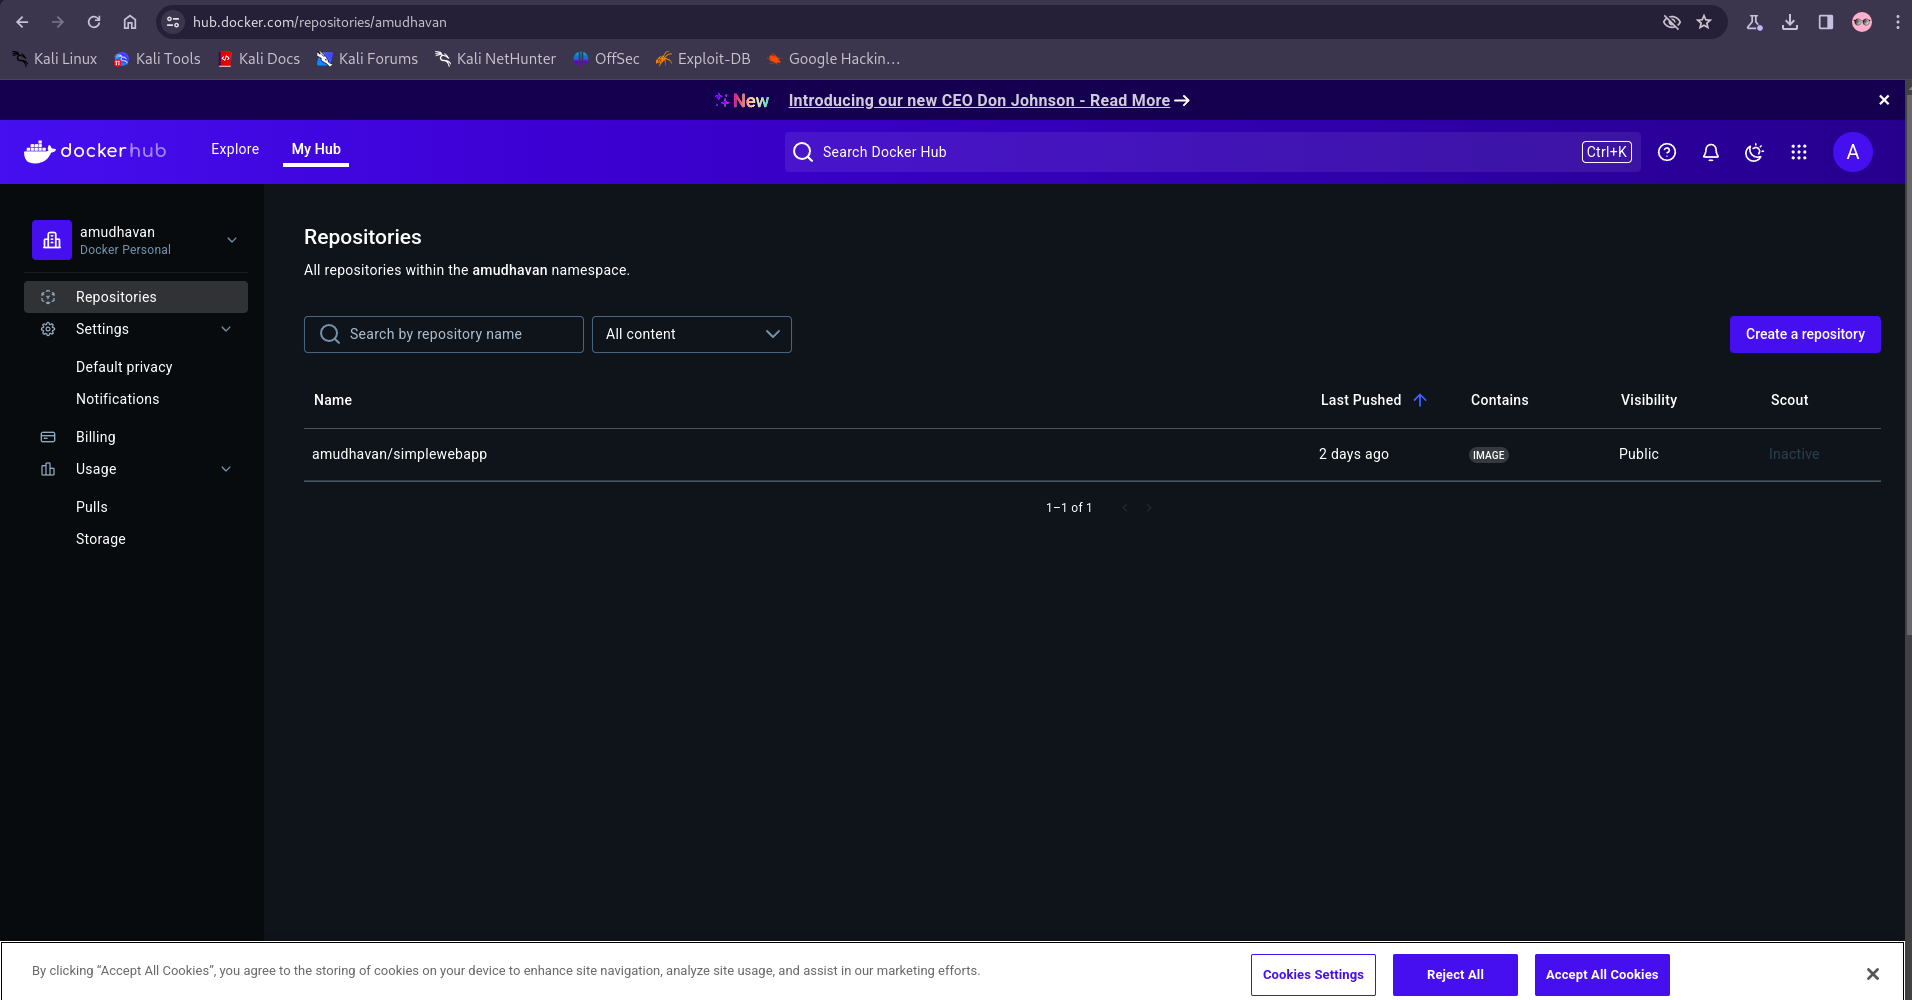 hub.docker.com/repositories/amudhavan
Kali Linux Kali Tools Kali Docs Kali Forums Kali NetHunter OffSec Exploit-DB Google Hackin…
New Introducing our new CEO Don Johnson - Read More
dockerhub Explore My Hub Search Docker Hub Ctrl+K A
amudhavan
Docker Personal
Repositories
Settings
Default privacy
Notifications
Billing
Usage
Pulls
Storage
Repositories
All repositories within the amudhavan namespace.
Search by repository name All content Create a repository
Name Last Pushed Contains Visibility Scout
amudhavan/simplewebapp 2 days ago IMAGE Public Inactive
1–1 of 1
By clicking “Accept All Cookies”, you agree to the storing of cookies on your device to enhance site navigation, analyze site usage, and assist in our marketing efforts. Cookies Settings Reject All Accept All Cookies